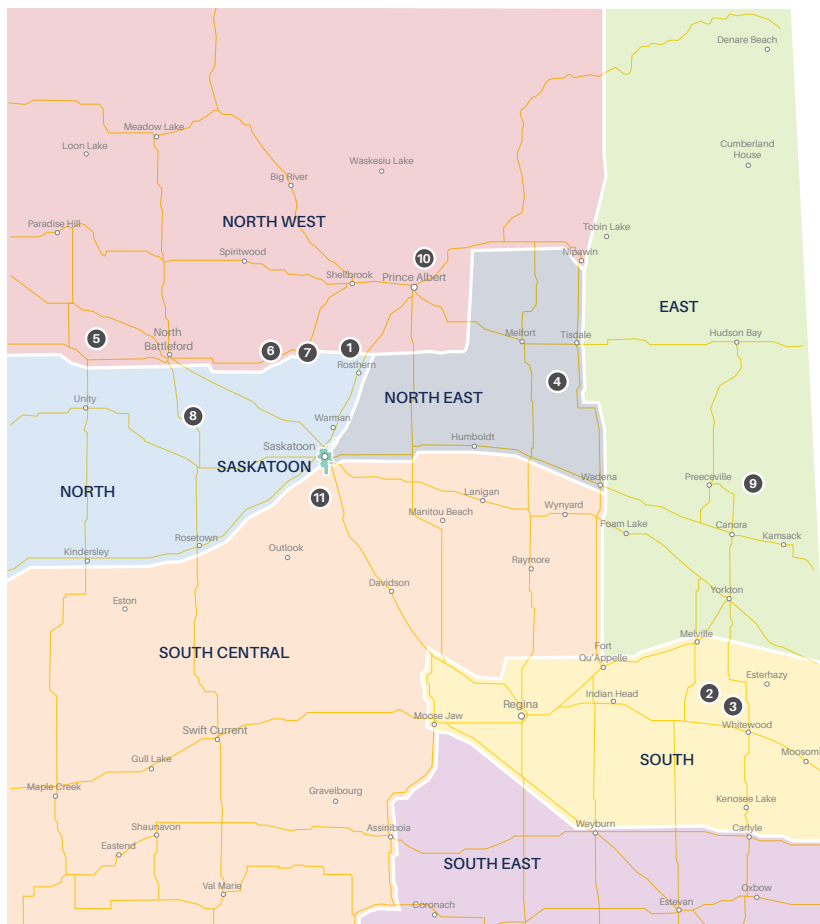 Denare Beach
Meadow Lake
Loon Lake
Cumberland
House
Waskesiu Lake
Big River
NORTH WEST
Paradise Hill
Tobin Lake
Spiritwood
10
Nipawin
Shellbrook
Prince Albert
EAST
5
North
Battleford
6
7
1
Melfort
Tisdale
Hudson Bay
Rosthern
4
NORTH EAST
Unity
8
Warman
Humboldt
Saskatoon
SASKATOON
NORTH
11
Wadena
Preeceville
9
Lanigan
Manitou Beach
Wynyard
Foam Lake
Canora
Kamsack
Rosetown
Outlook
Kindersley
Raymore
Davidson
Yorkton
Eston
Melville
SOUTH CENTRAL
Fort
Qu'Appelle
Esterhazy
2
3
Indian Head
Regina
Moose Jaw
Whitewood
Swift Current
Gull Lake
SOUTH
Moosomi
Maple Creek
Gravelbourg
Kenosee Lake
Shaunavon
Assiniboia
Weyburn
Carlyle
Eastend
SOUTH EAST
Val Marie
Oxbow
Coronach
Estevan